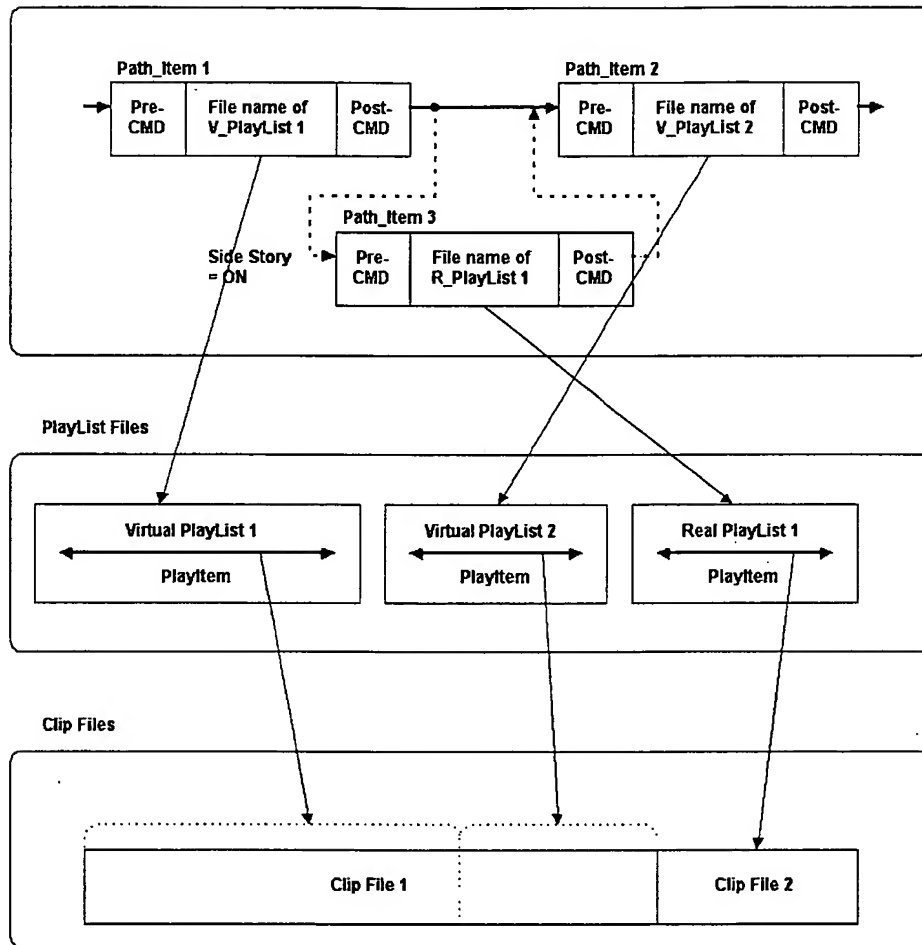 Path_Item 1
Path_Item 2
Pre-
CMD
File name of
V_PlayList 1
Post-
CMD
Pre-
CMD
File name of
V_PlayList 2
Post-
CMD
Path_Item 3
Side Story
= ON
Pre-
CMD
File name of
R_PlayList 1
Post-
CMD
PlayList Files
Virtual PlayList 1
PlayItem
Virtual PlayList 2
PlayItem
Real PlayList 1
PlayItem
Clip Files
Clip File 1
Clip File 2